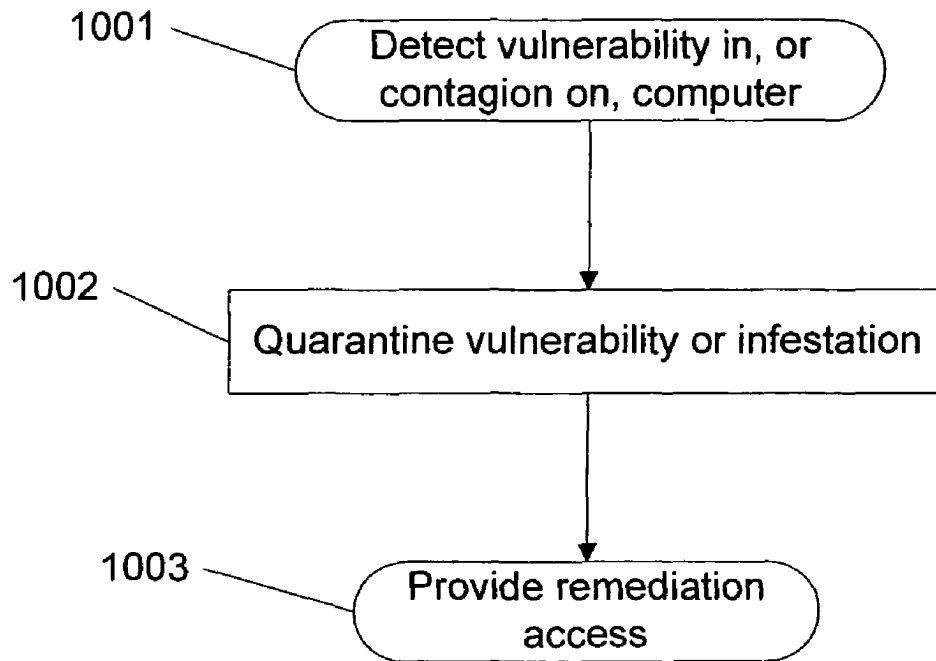 1001
Detect vulnerability in, or
contagion on, computer
1002
Quarantine vulnerability or infestation
1003
Provide remediation
access